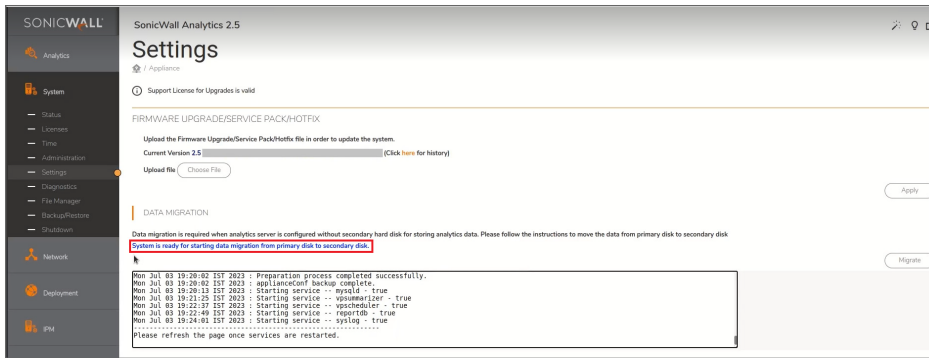 SONICWALL
SonicWall Analytics 2.5
Settings
/ Appliance
Analytics
System
Status
Licenses
Time
Administration
Settings
Diagnostics
File Manager
Backup/Restore
Shutdown
Network
Deployment
IPM
Support License for Upgrades is valid
FIRMWARE UPGRADE/SERVICE PACK/HOTFIX
Upload the Firmware Upgrade/Service Pack/Hotfix file in order to update the system.
Current Version 2.5 (Click here for history)
Upload file Choose File
Apply
DATA MIGRATION
Data migration is required when analytics server is configured without secondary hard disk for storing analytics data. Please follow the instructions to move the data from primary disk to secondary disk
System is ready for starting data migration from primary disk to secondary disk.
Migrate
Mon Jul 03 19:20:02 IST 2023 : Preparation process completed successfully.
Mon Jul 03 19:20:02 IST 2023 : applianceConf backup complete.
Mon Jul 03 19:20:13 IST 2023 : Starting service -- mysqld - true
Mon Jul 03 19:21:25 IST 2023 : Starting service -- vpsummarizer - true
Mon Jul 03 19:22:37 IST 2023 : Starting service -- vpscheduler - true
Mon Jul 03 19:22:49 IST 2023 : Starting service -- reportdb - true
Mon Jul 03 19:24:01 IST 2023 : Starting service -- syslog - true
----------------------------------------------------------------
Please refresh the page once services are restarted.